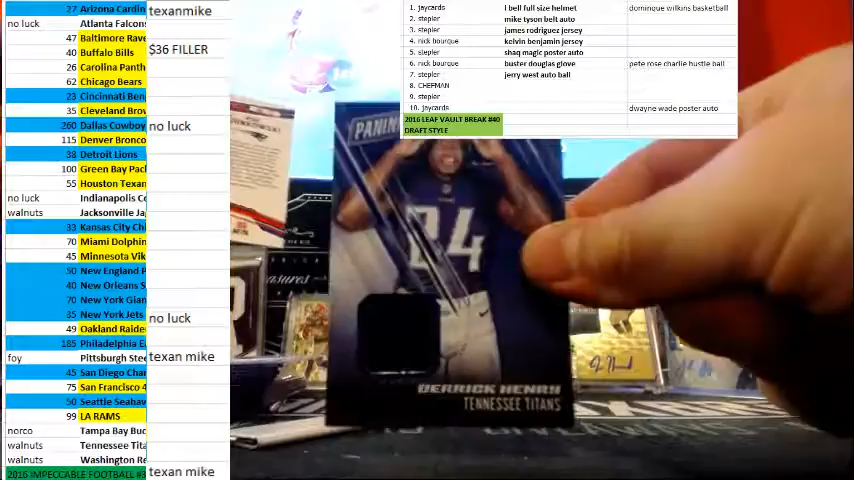 27 Arizona Cardin
texanmike
no luck Atlanta Falcon
47 Baltimore Rave
$36 FILLER
40 Buffalo Bills
26 Carolina Panth
62 Chicago Bears
23 Cincinnati Ben
35 Cleveland Brov
260 Dallas Cowboy
no luck
115 Denver Bronco
38 Detroit Lions
100 Green Bay Pac
55 Houston Texan
no luck Indianapolis Co
walnuts Jacksonville Ja
33 Kansas City Chi
70 Miami Dolphin
45 Minnesota Vik
50 New England P
40 New Orleans S
70 New York Gian
35 New York Jets
no luck
49 Oakland Raide
185 Philadelphia E
foy Pittsburgh Stee
texan mike
45 San Diego Char
75 San Francisco 4
50 Seattle Seahav
99 LA RAMS
norco Tampa Bay Buc
walnuts Tennessee Tita
walnuts Washington Re
2016 IMPECCABLE FOOTBALL #3
texan mike
1. jaycards l bell full size helmet dominque wilkins basketball
2. stepler mike tyson belt auto
3. stepler james rodriguez jersey
4. nick bourque kelvin benjamin jersey
5. stepler shaq magic poster auto
6. nick bourque buster douglas glove pete rose charlie hustle ball
7. stepler jerry west auto ball
8. CHEFMAN
9. stepler
10. jaycards dwayne wade poster auto
2016 LEAF VAULT BREAK #40
DRAFT STYLE
PANINI
24
DERRICK HENRY
TENNESSEE TITANS